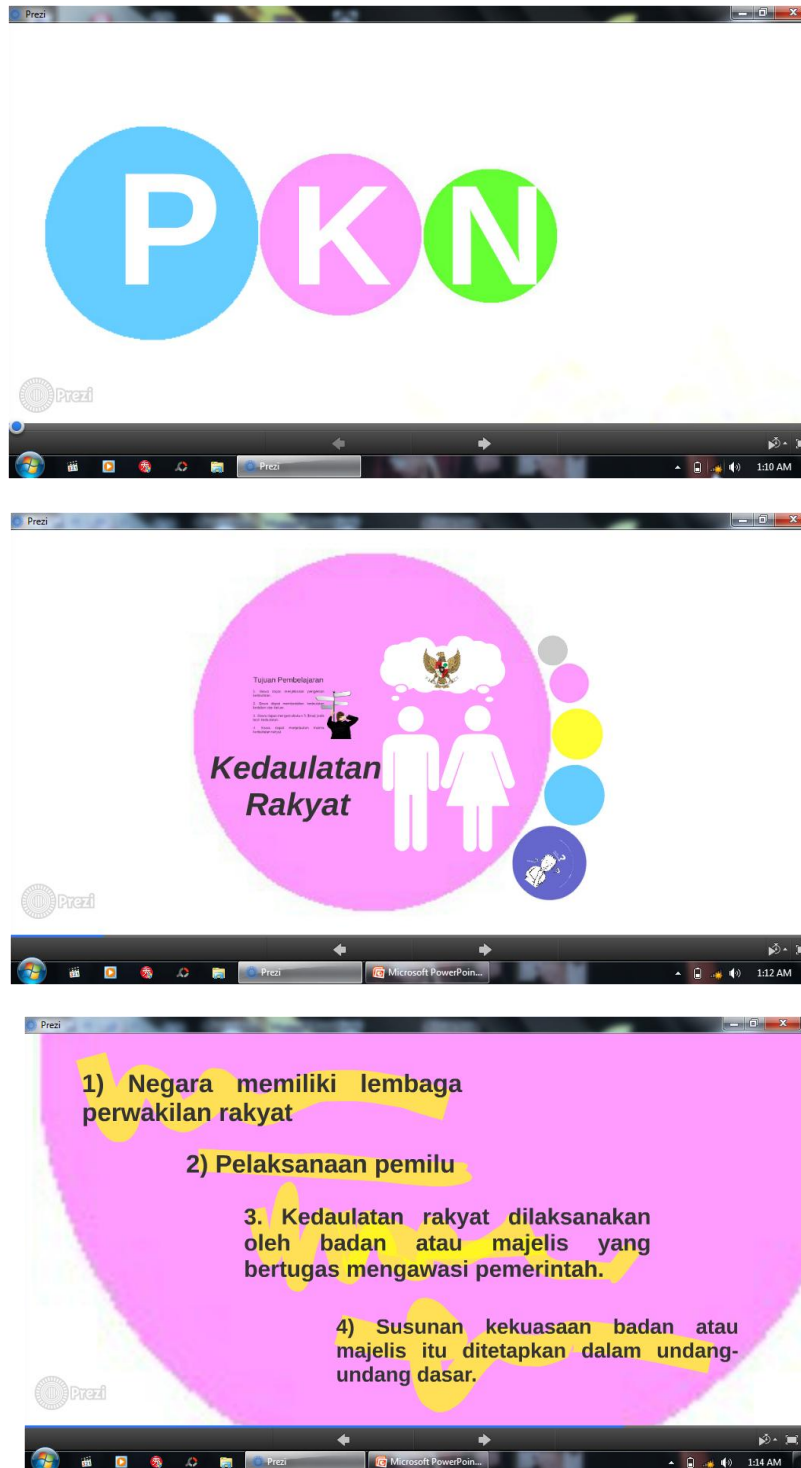 Prezi
P K N
Prezi
Prezi
1:10 AM
Prezi
Tujuan Pembelajaran
Kedaulatan
Rakyat
Prezi
Prezi
Microsoft PowerPoin...
1:12 AM
Prezi
1) Negara memiliki lembaga
perwakilan rakyat
2) Pelaksanaan pemilu
3. Kedaulatan rakyat dilaksanakan
oleh badan atau majelis yang
bertugas mengawasi pemerintah.
4) Susunan kekuasaan badan atau
majelis itu ditetapkan dalam undang-
undang dasar.
Prezi
Prezi
Microsoft PowerPoin...
1:14 AM